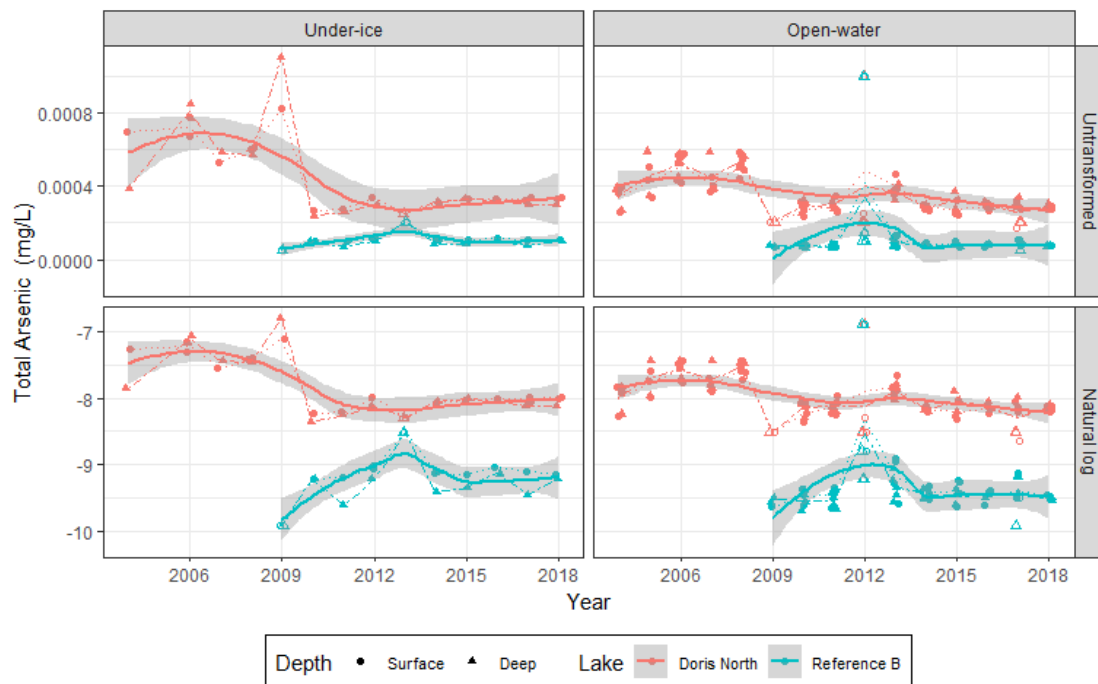 Under-ice Open-water
Total Arsenic (mg/L)
0.0008
0.0004
0.0000
Untransformed
-7
-8
-9
-10
Natural log
2006 2009 2012 2015 2018 2006 2009 2012 2015 2018
Year
Depth Surface Deep Lake Doris North Reference B